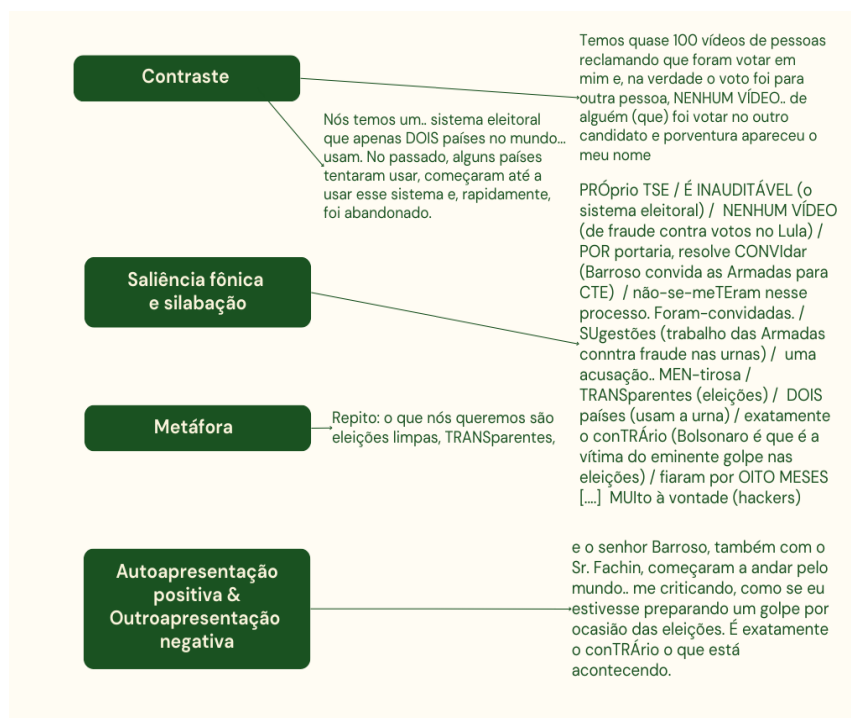 Contraste
Temos quase 100 vídeos de pessoas
reclamando que foram votar em
mim e, na verdade o voto foi para
outra pessoa, NENHUM VÍDEO.. de
alguém (que) foi votar no outro
candidato e porventura apareceu o
meu nome
Nós temos um.. sistema eleitoral
que apenas DOIS países no mundo...
usam. No passado, alguns países
tentaram usar, começaram até a
usar esse sistema e, rapidamente,
foi abandonado.
Saliência fônica
e silabação
PRÓprio TSE / É INAUDITÁVEL (o
sistema eleitoral) / NENHUM VÍDEO
(de fraude contra votos no Lula) /
POR portaria, resolve CONVIdar
(Barroso convida as Armadas para
CTE) / não-se-meTEram nesse
processo. Foram-convidadas. /
SUgestões (trabalho das Armadas
conntra fraude nas urnas) / uma
acusação.. MEN-tirosa /
TRANSparentes (eleições) / DOIS
países (usam a urna) / exatamente
o conTRÁrio (Bolsonaro é que é a
vítima do eminente golpe nas
eleições) / fiaram por OITO MESES
[....] MUIto à vontade (hackers)
Metáfora
Repito: o que nós queremos são
eleições limpas, TRANSparentes,
Autoapresentação
positiva &
Outroapresentação
negativa
e o senhor Barroso, também com o
Sr. Fachin, começaram a andar pelo
mundo.. me criticando, como se eu
estivesse preparando um golpe por
ocasião das eleições. É exatamente
o conTRÁrio o que está
acontecendo.